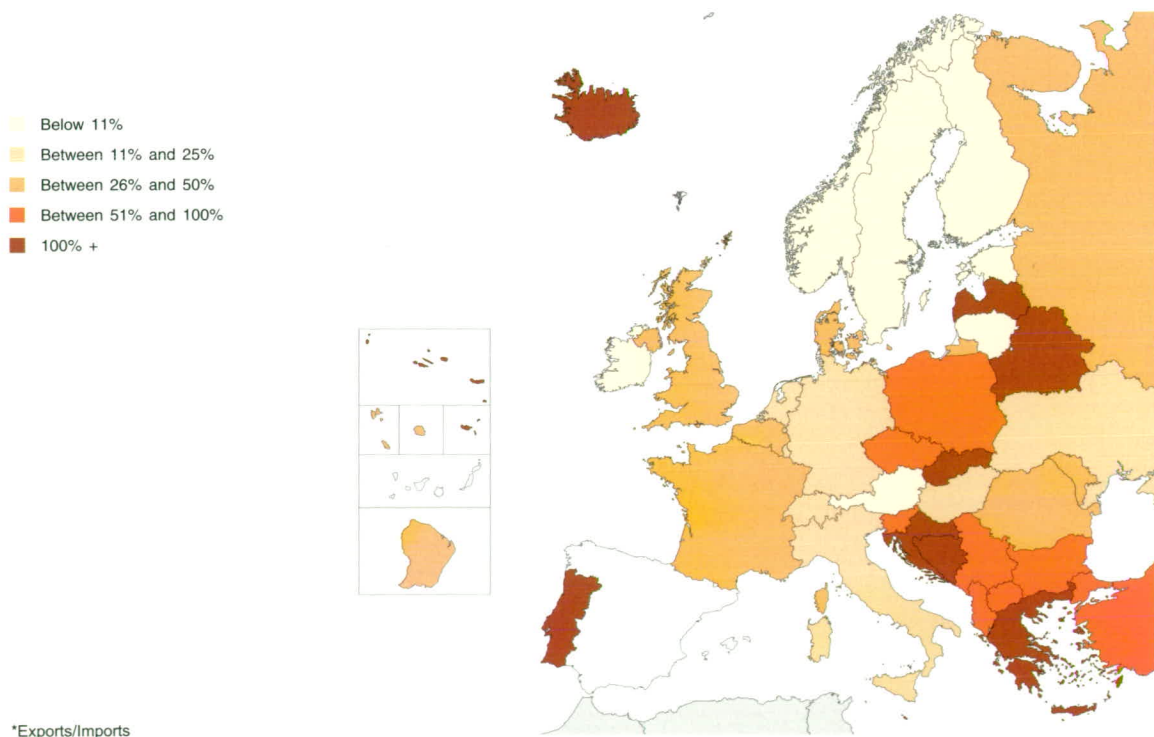 Below 11%
Between 11% and 25%
Between 26% and 50%
Between 51% and 100%
100% +
*Exports/Imports